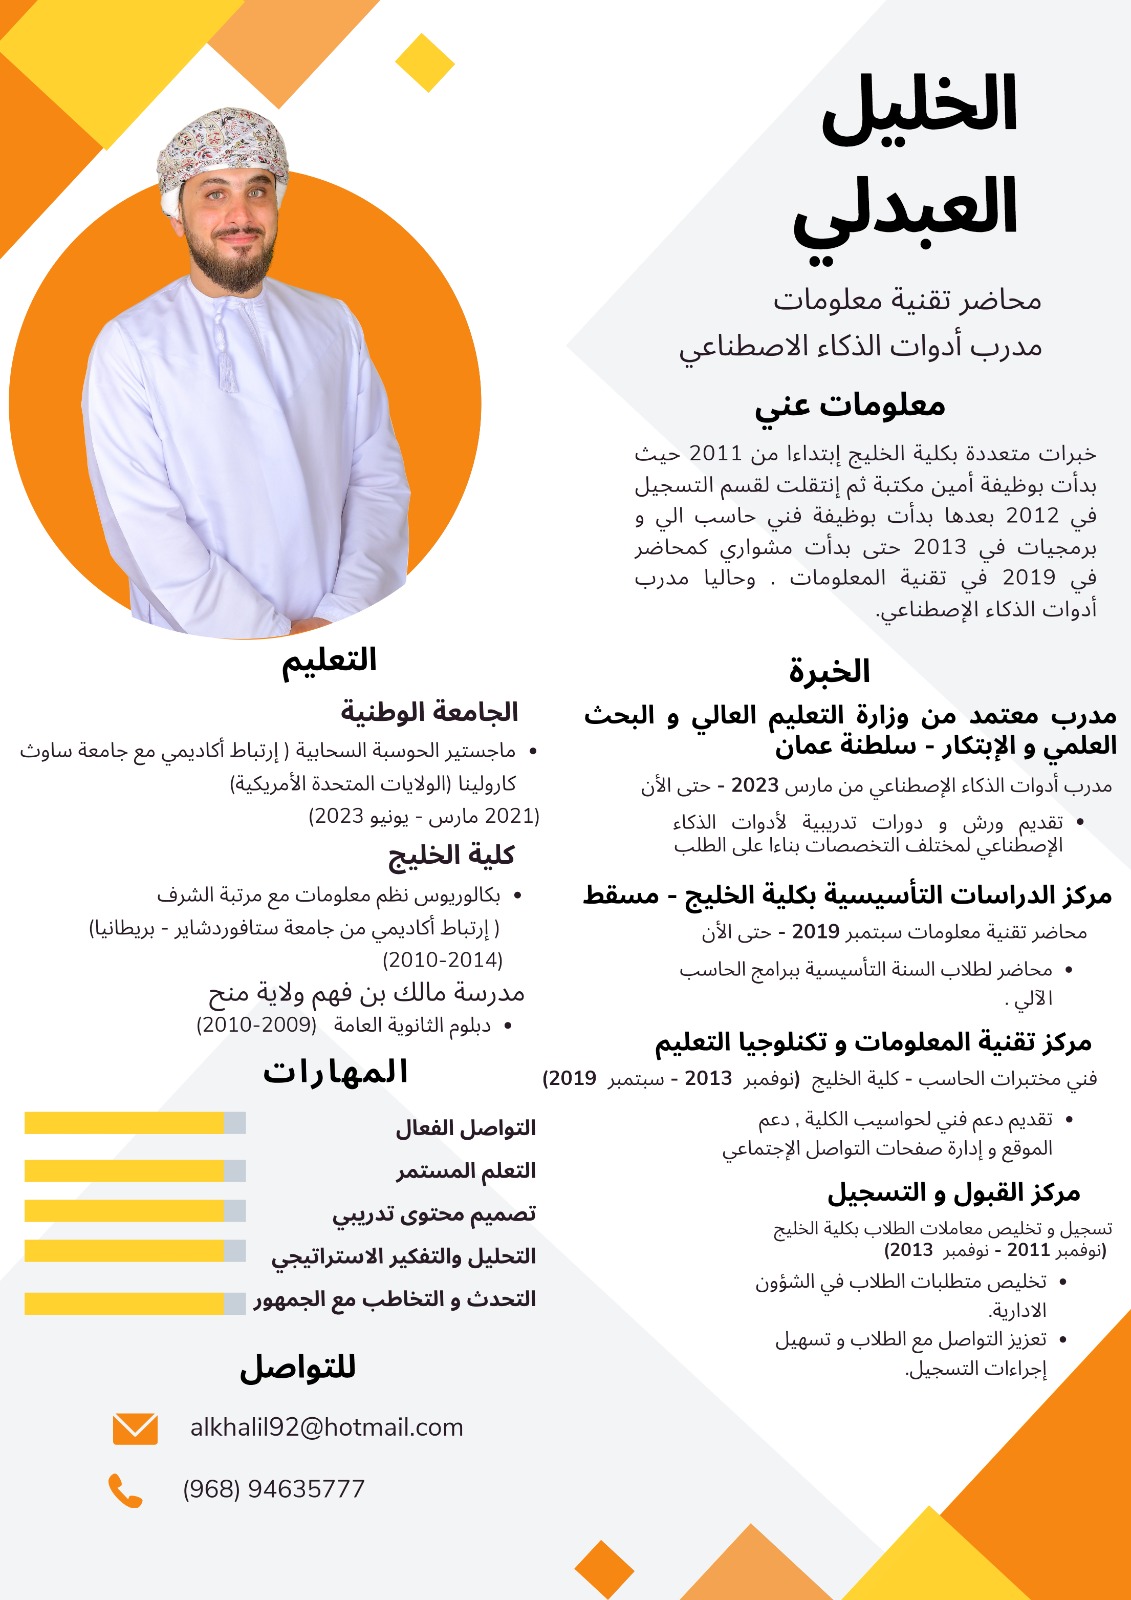 الخليل
العبدلي
محاضر تقنية معلومات
مدرب أدوات الذكاء الاصطناعي
معلومات عني
خبرات متعددة بكلية الخليج إبتداءا من 2011 حيث
بدأت بوظيفة أمين مكتبة ثم إنتقلت لقسم التسجيل
في 2012 بعدها بدأت بوظيفة فني حاسب الي و
برمجيات في 2013 حتى بدأت مشواري كمحاضر
في 2019 في تقنية المعلومات . وحاليا مدرب
أدوات الذكاء الإصطناعي.
الخبرة
مدرب معتمد من وزارة التعليم العالي و البحث
العلمي و الإبتكار - سلطنة عمان
مدرب أدوات الذكاء الإصطناعي من مارس 2023 - حتى الأن
• تقديم ورش و دورات تدريبية لأدوات الذكاء
الإصطناعي لمختلف التخصصات بناءا على الطلب
مركز الدراسات التأسيسية بكلية الخليج - مسقط
محاضر تقنية معلومات سبتمبر 2019 - حتى الأن
• محاضر لطلاب السنة التأسيسية ببرامج الحاسب
الآلي .
مركز تقنية المعلومات و تكنلوجيا التعليم
فني مختبرات الحاسب - كلية الخليج (نوفمبر 2013 - سبتمبر 2019)
• تقديم دعم فني لحواسيب الكلية , دعم
الموقع و إدارة صفحات التواصل الإجتماعي
مركز القبول و التسجيل
تسجيل و تخليص معاملات الطلاب بكلية الخليج
(نوفمبر 2011 - نوفمبر 2013)
• تخليص متطلبات الطلاب في الشؤون
الادارية.
• تعزيز التواصل مع الطلاب و تسهيل
إجراءات التسجيل.
التعليم
الجامعة الوطنية
• ماجستير الحوسبة السحابية ( إرتباط أكاديمي مع جامعة ساوث
كارولينا (الولايات المتحدة الأمريكية)
(2021 مارس - يونيو 2023)
كلية الخليج
• بكالوريوس نظم معلومات مع مرتبة الشرف
( إرتباط أكاديمي من جامعة ستافوردشاير - بريطانيا)
(2010-2014)
مدرسة مالك بن فهم ولاية منح
• دبلوم الثانوية العامة (2009-2010)
المهارات
التواصل الفعال
التعلم المستمر
تصميم محتوى تدريبي
التحليل والتفكير الاستراتيجي
التحدث و التخاطب مع الجمهور
للتواصل
alkhalil92@hotmail.com
(968) 94635777